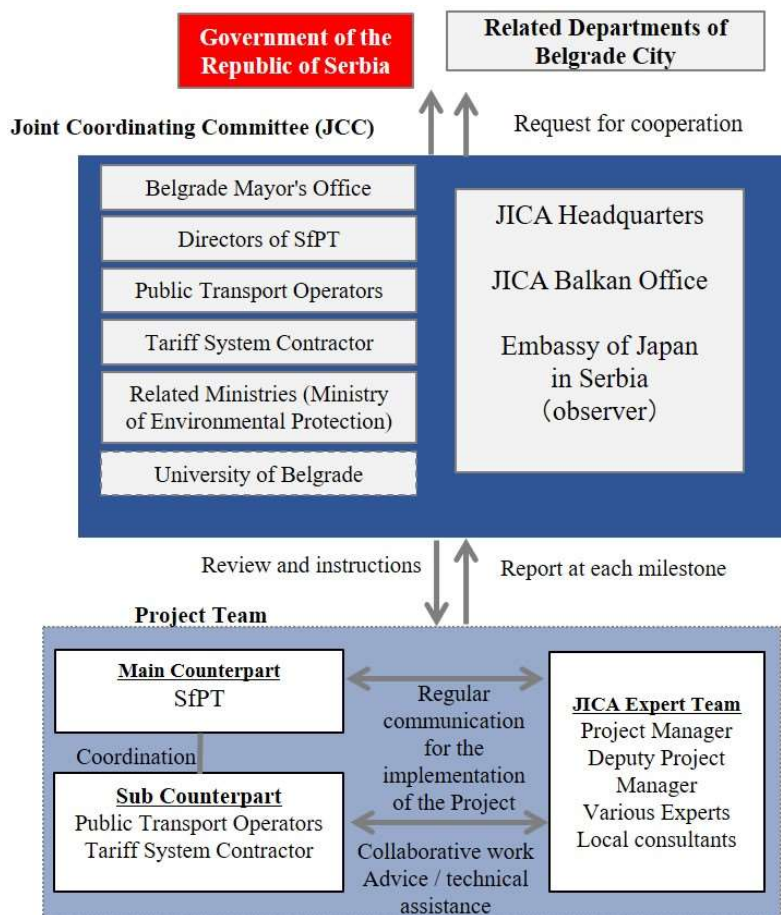 Government of the
Republic of Serbia
Related Departments of
Belgrade City
Joint Coordinating Committee (JCC)
Request for cooperation
Belgrade Mayor's Office
Directors of SfPT
Public Transport Operators
Tariff System Contractor
Related Ministries (Ministry
of Environmental Protection)
University of Belgrade
JICA Headquarters
JICA Balkan Office
Embassy of Japan
in Serbia
（observer）
Review and instructions
Report at each milestone
Project Team
Main Counterpart
SfPT
Coordination
Sub Counterpart
Public Transport Operators
Tariff System Contractor
Regular
communication
for the
implementation
of the Project
Collaborative work
Advice / technical
assistance
JICA Expert Team
Project Manager
Deputy Project
Manager
Various Experts
Local consultants